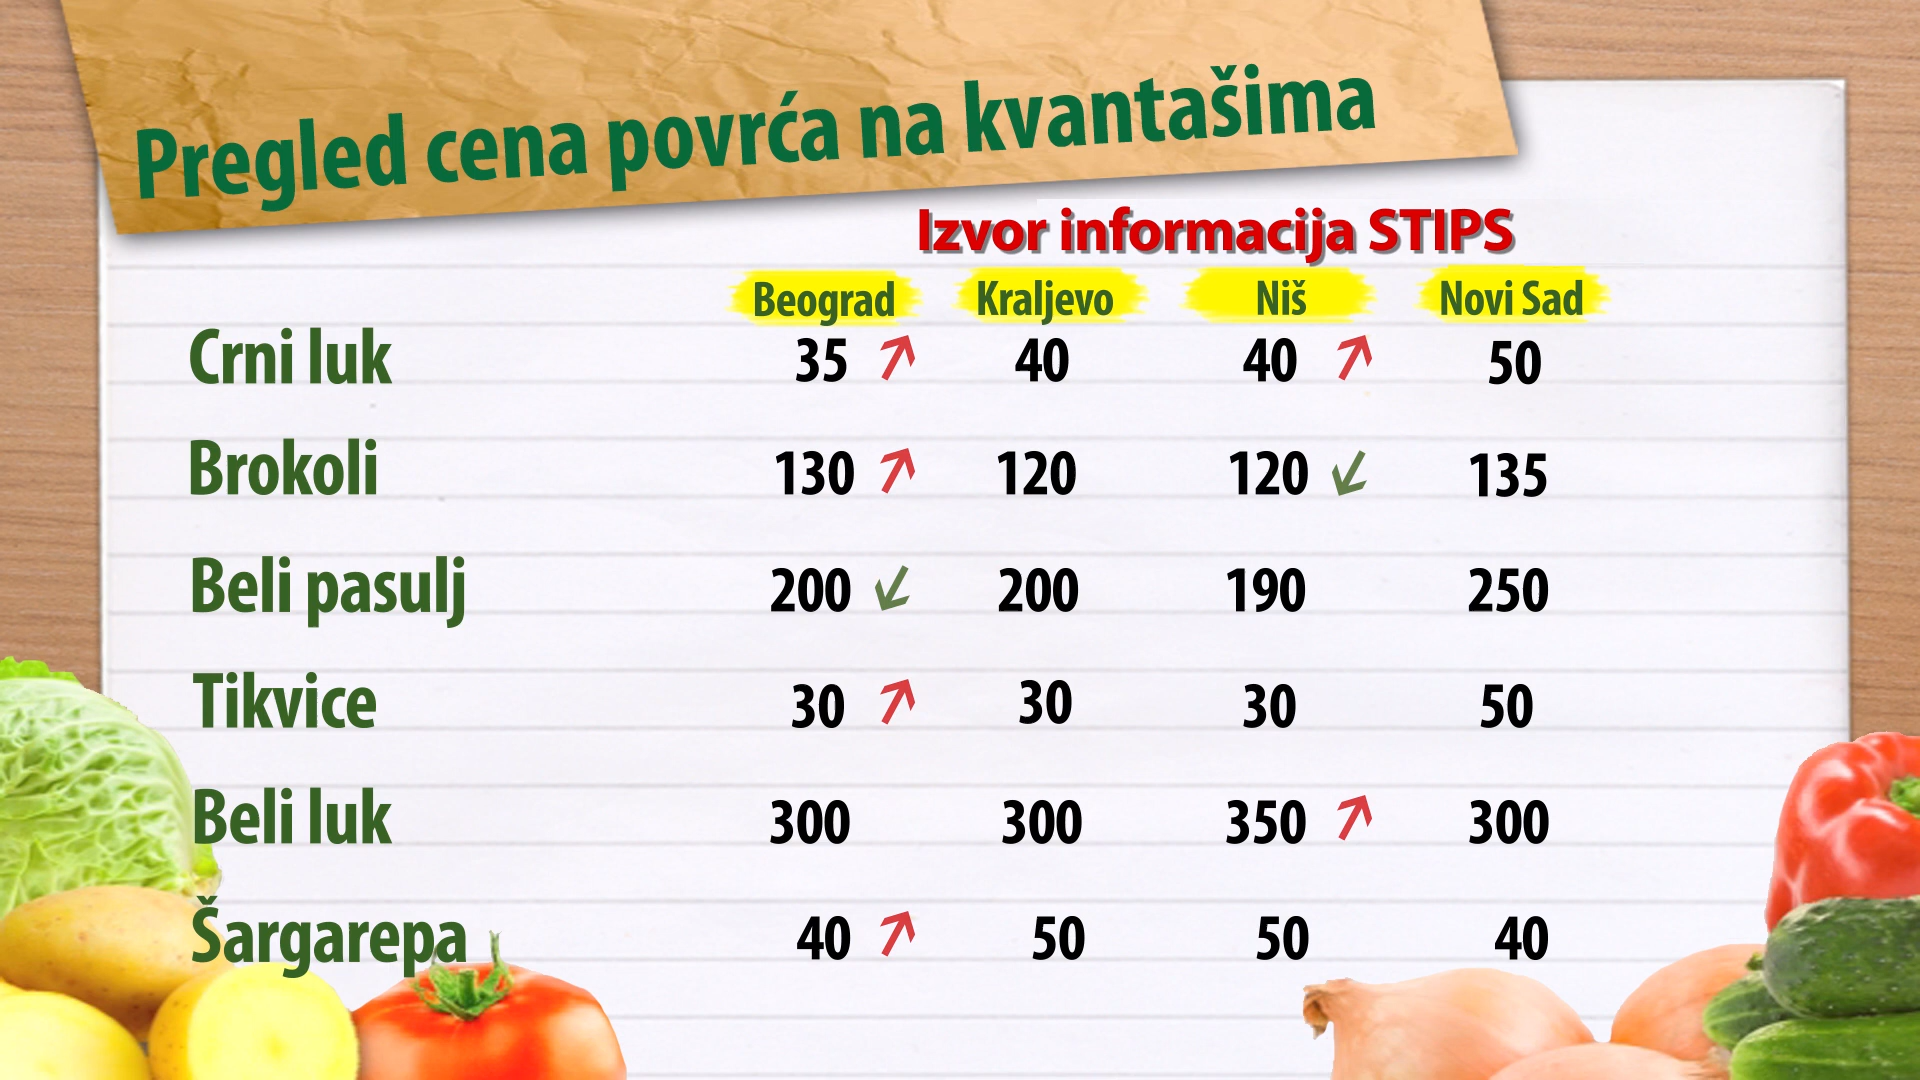 Pregled cena povrća na kvantašima
Izvor informacija STIPS
Beograd Kraljevo Niš Novi Sad
Crni luk 35 40 40 50
Brokoli 130 120 120 135
Beli pasulj 200 200 190 250
Tikvice 30 30 30 50
Beli luk 300 300 350 300
Šargarepa 40 50 50 40